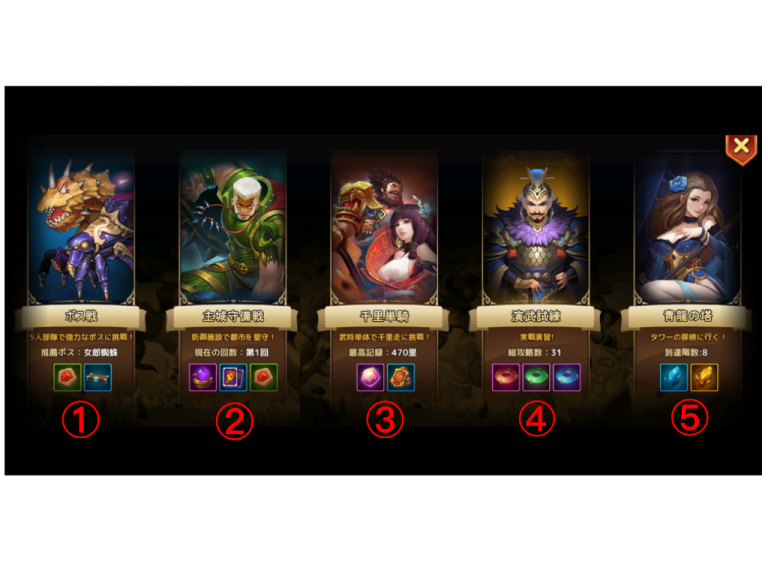 ボス戦
5人部隊で強力なボスに挑戦！
推薦ボス：女郎蜘蛛
①
主城守備戦
防御施設で都市を堅守！
現在の回数：第1回
②
千里単騎
武将単体で千里走に挑戦！
最高記録：470里
③
演武試練
実戦演習！
総攻略数：31
④
青龍の塔
タワーの探検に行く！
到達階数:8
⑤